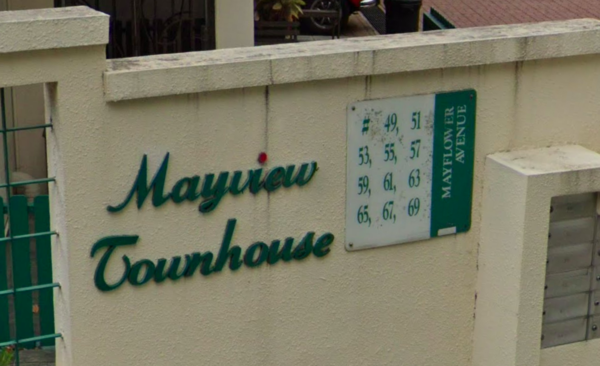 Mayview
Townhouse
# 49, 51
53, 55, 57
59, 61, 63
65, 67, 69
MAYFLOWER
AVENUE